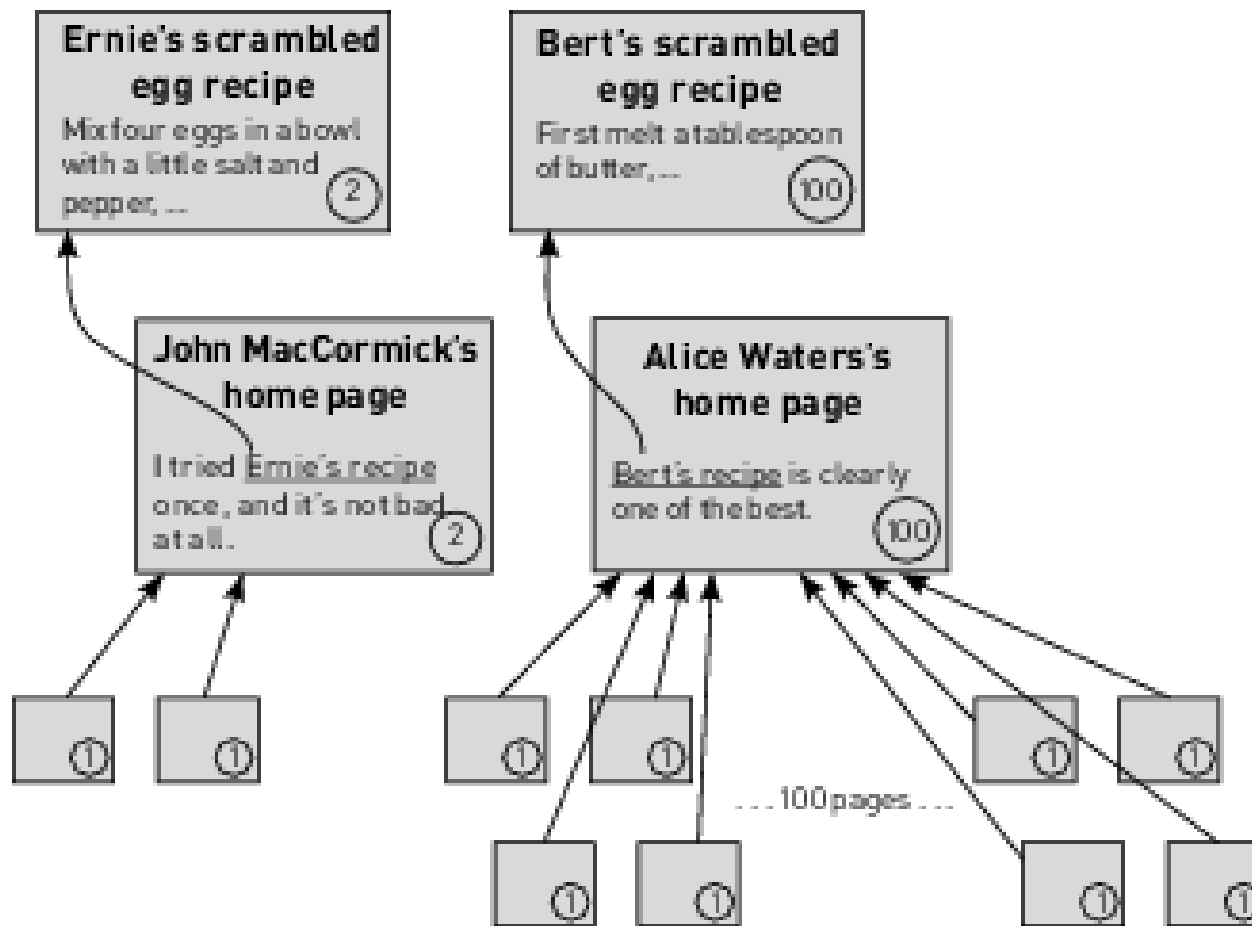 Ernie's scrambled
egg recipe
Mix four eggs in a bowl
with a little salt and
pepper, ...
2
Bert's scrambled
egg recipe
First melt a tablespoon
of butter, ...
100
John MacCormick's
home page
I tried Ernie's recipe
once, and it's not bad
at all.
2
Alice Waters's
home page
Bert's recipe is clearly
one of the best.
100
1
1
1
1
1
1
... 100 pages ...
1
1
1
1